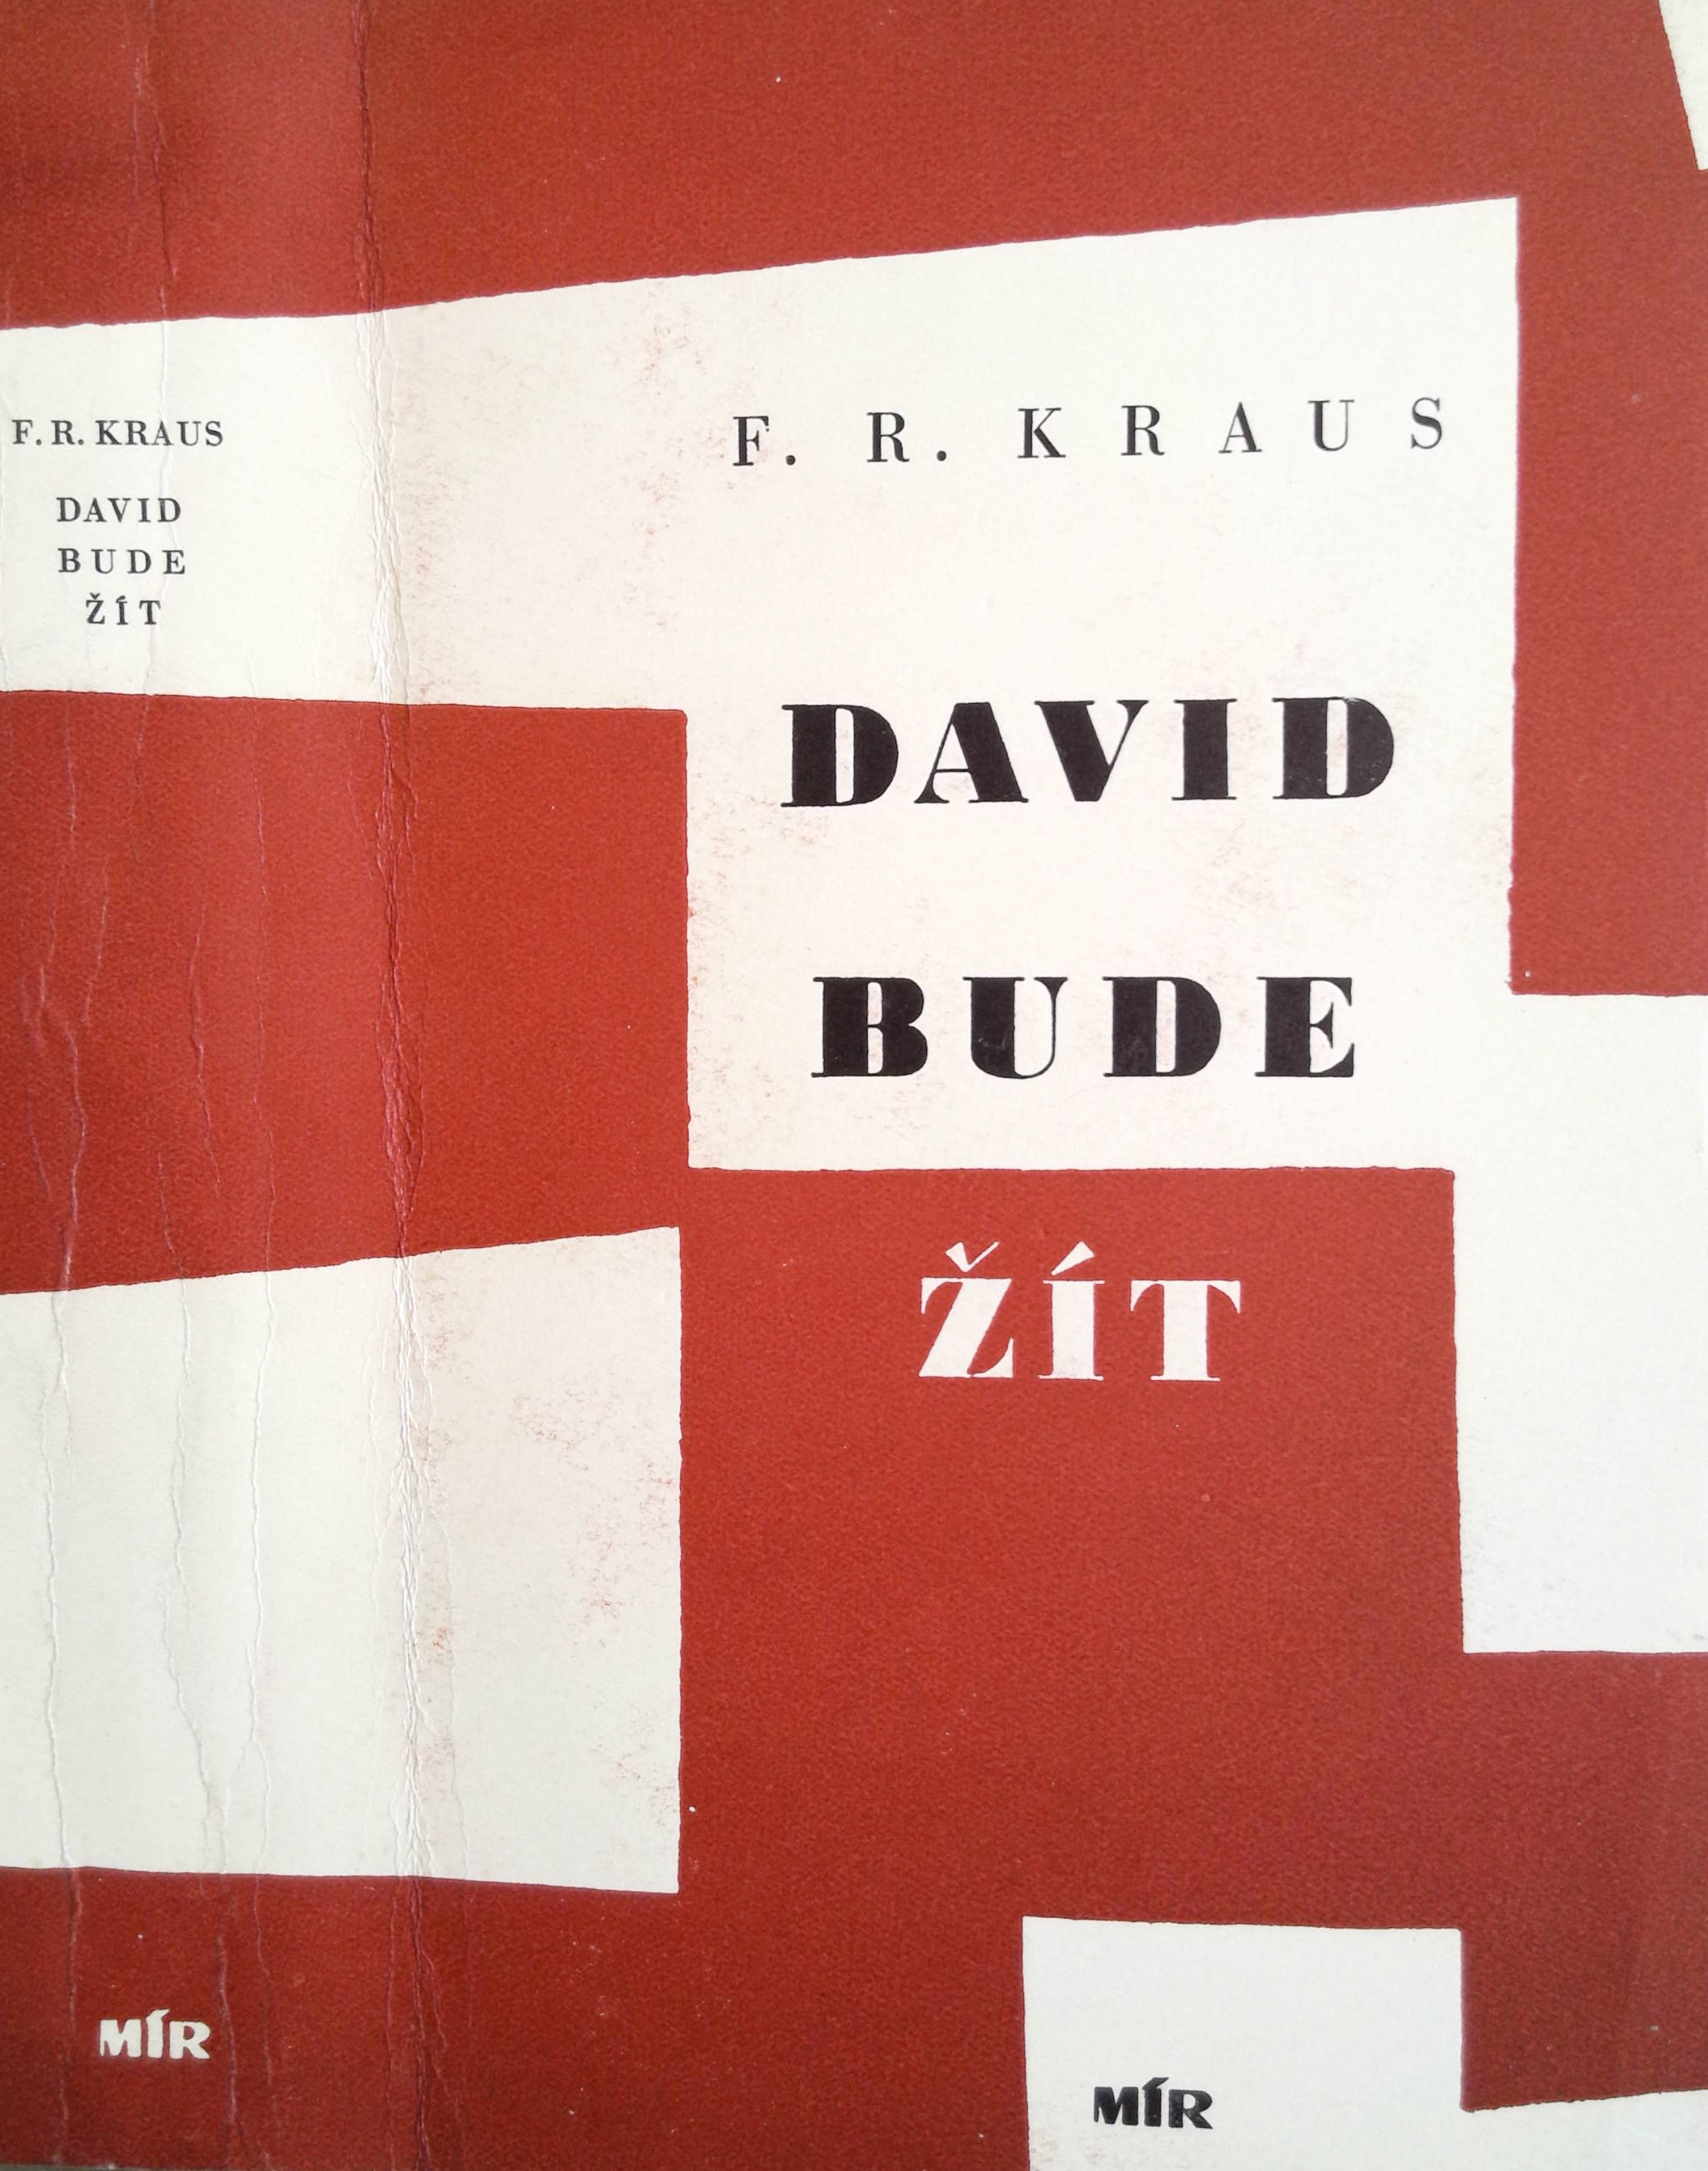 F. R. KRAUS
DAVID
BUDE
ŽÍT
MÍR
F. R. KRAUS
DAVID
BUDE
ŽÍT
MÍR